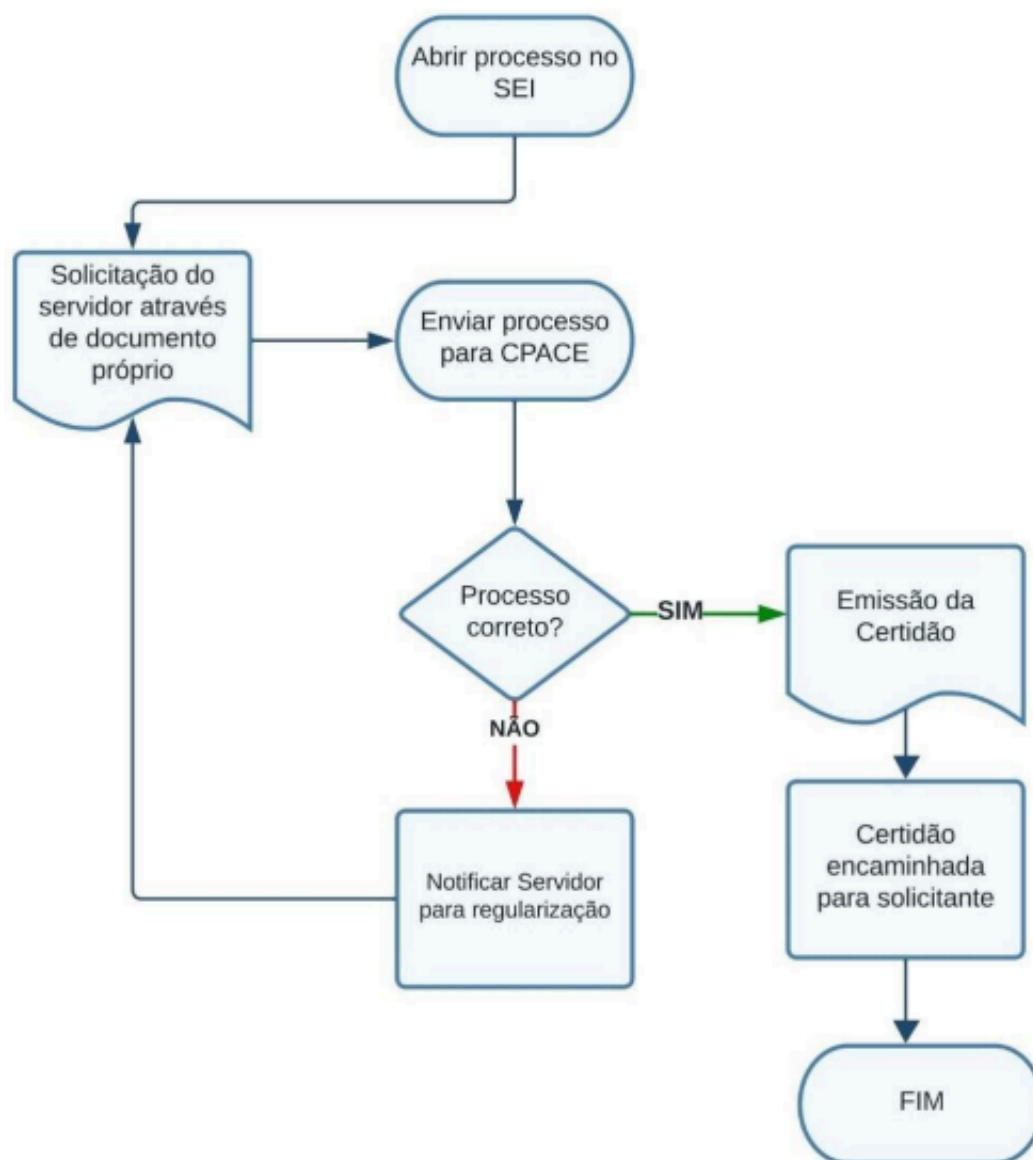 Abrir processo no
SEI
Solicitação do
servidor através
de documento
próprio
Enviar processo
para CPACE
Processo
correto?
SIM
Emissão da
Certidão
NÃO
Notificar Servidor
para regularização
Certidão
encaminhada
para solicitante
FIM